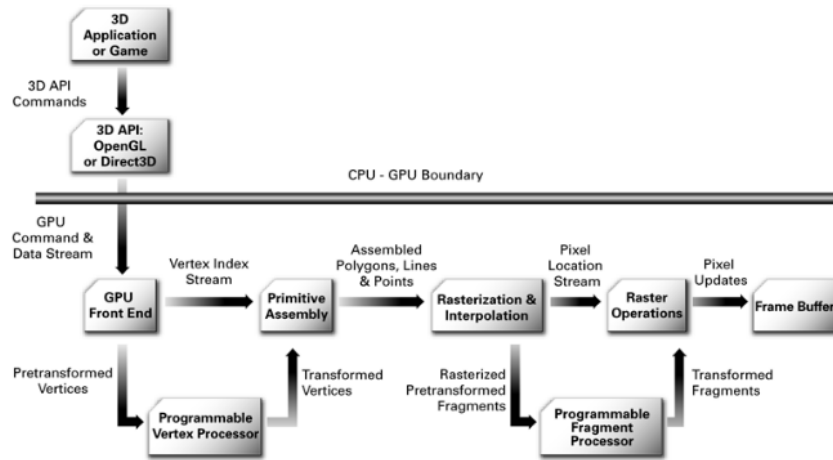 3D
Application
or Game
3D API
Commands
3D API:
OpenGL
or Direct3D
CPU - GPU Boundary
GPU
Command &
Data Stream
GPU
Front End
Vertex Index
Stream
Primitive
Assembly
Assembled
Polygons, Lines
& Points
Rasterization &
Interpolation
Pixel
Location
Stream
Raster
Operations
Pixel
Updates
Frame Buffer
Pretransformed
Vertices
Programmable
Vertex Processor
Transformed
Vertices
Rasterized
Pretransformed
Fragments
Programmable
Fragment
Processor
Transformed
Fragments